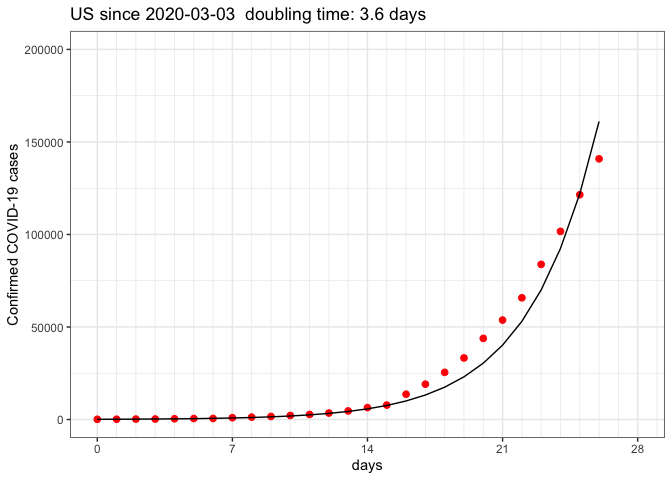 US since 2020-03-03  doubling time: 3.6 days
200000
150000
100000
50000
0
Confirmed COVID-19 cases
0 7 14 21 28
days